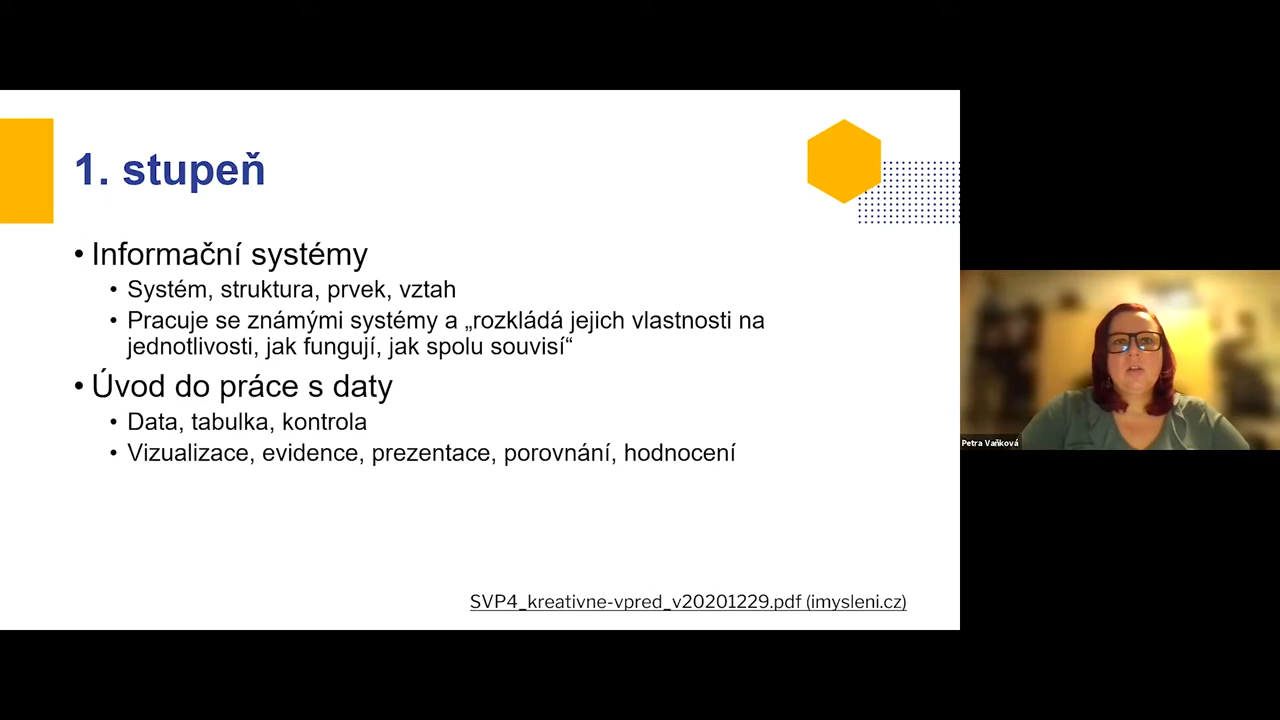 1. stupeň
• Informační systémy
• Systém, struktura, prvek, vztah
• Pracuje se známými systémy a „rozkládá jejich vlastnosti na
jednotlivosti, jak fungují, jak spolu souvisí“
• Úvod do práce s daty
• Data, tabulka, kontrola
• Vizualizace, evidence, prezentace, porovnání, hodnocení
SVP4_kreativne-vpred_v20201229.pdf (imysleni.cz)
Petra Vaňková